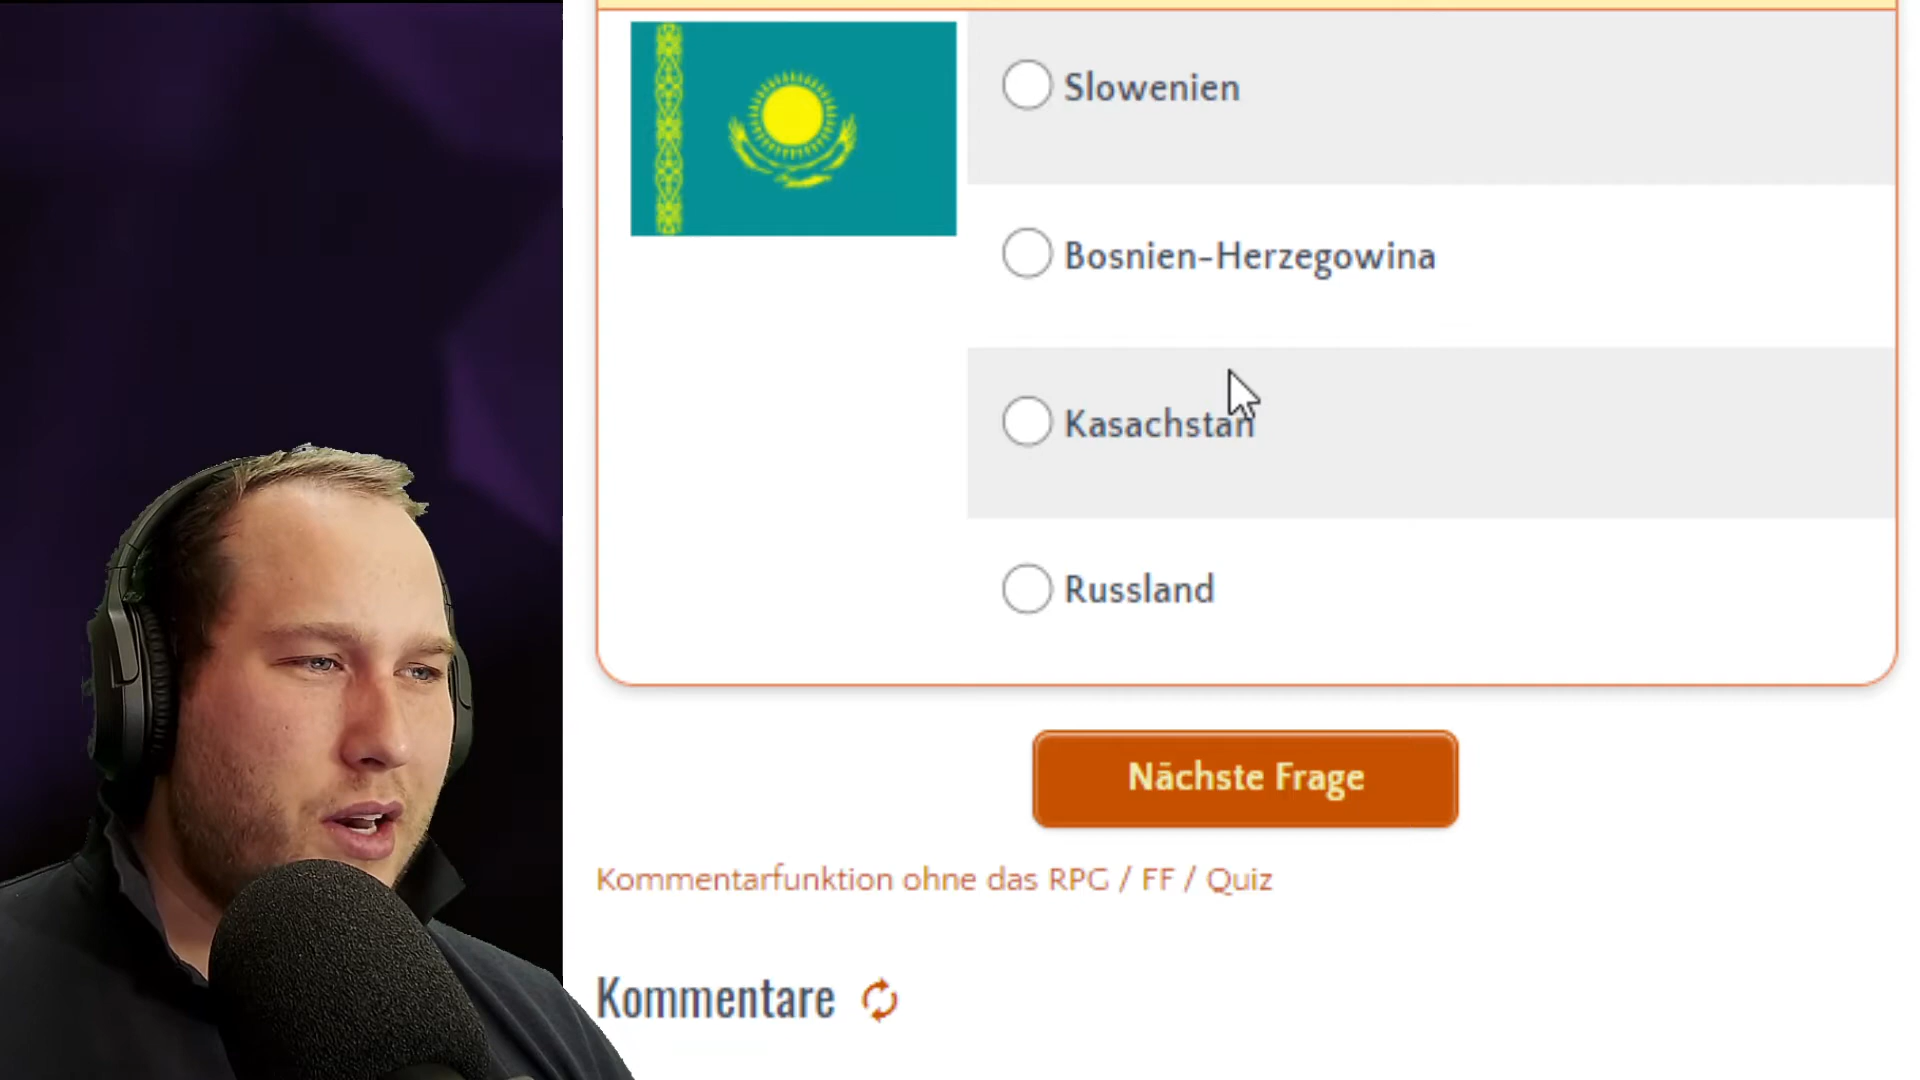 Slowenien
Bosnien-Herzegowina
Kasachstan
Russland
Nächste Frage
Kommentarfunktion ohne das RPG / FF / Quiz
Kommentare